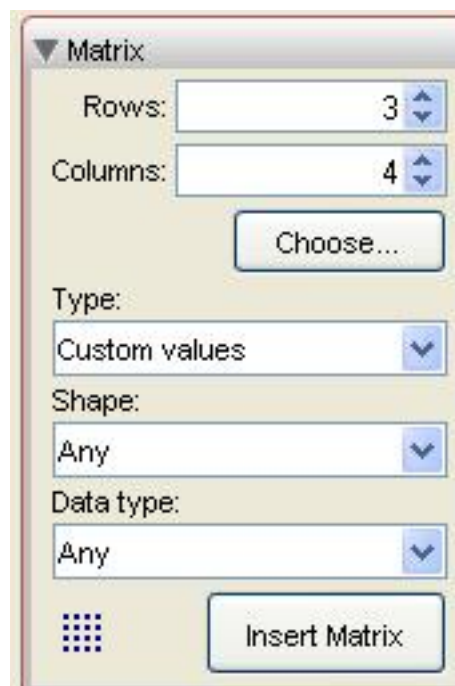 Matrix
Rows: 3
Columns: 4
Choose...
Type:
Custom values
Shape:
Any
Data type:
Any
Insert Matrix